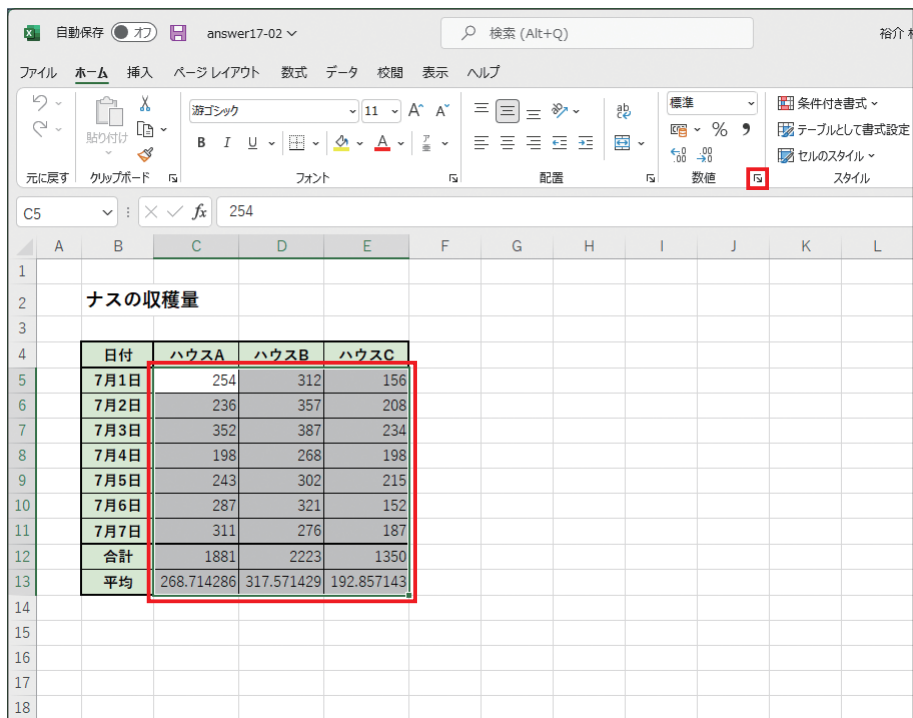 自動保存 オフ answer17-02 検索 (Alt+Q) 裕介
ファイル ホーム 挿入 ページ レイアウト 数式 データ 校閲 表示 ヘルプ
游ゴシック 11 A A ab 標準 条件付き書式
貼り付け B I U A % テーブルとして書式設定
セルのスタイル
元に戻す クリップボード フォント 配置 数値 スタイル
C5 fx 254
A B C D E F G H I J K L
1
2 ナスの収穫量
3
4 日付 ハウスA ハウスB ハウスC
5 7月1日 254 312 156
6 7月2日 236 357 208
7 7月3日 352 387 234
8 7月4日 198 268 198
9 7月5日 243 302 215
10 7月6日 287 321 152
11 7月7日 311 276 187
12 合計 1881 2223 1350
13 平均 268.714286 317.571429 192.857143
14
15
16
17
18